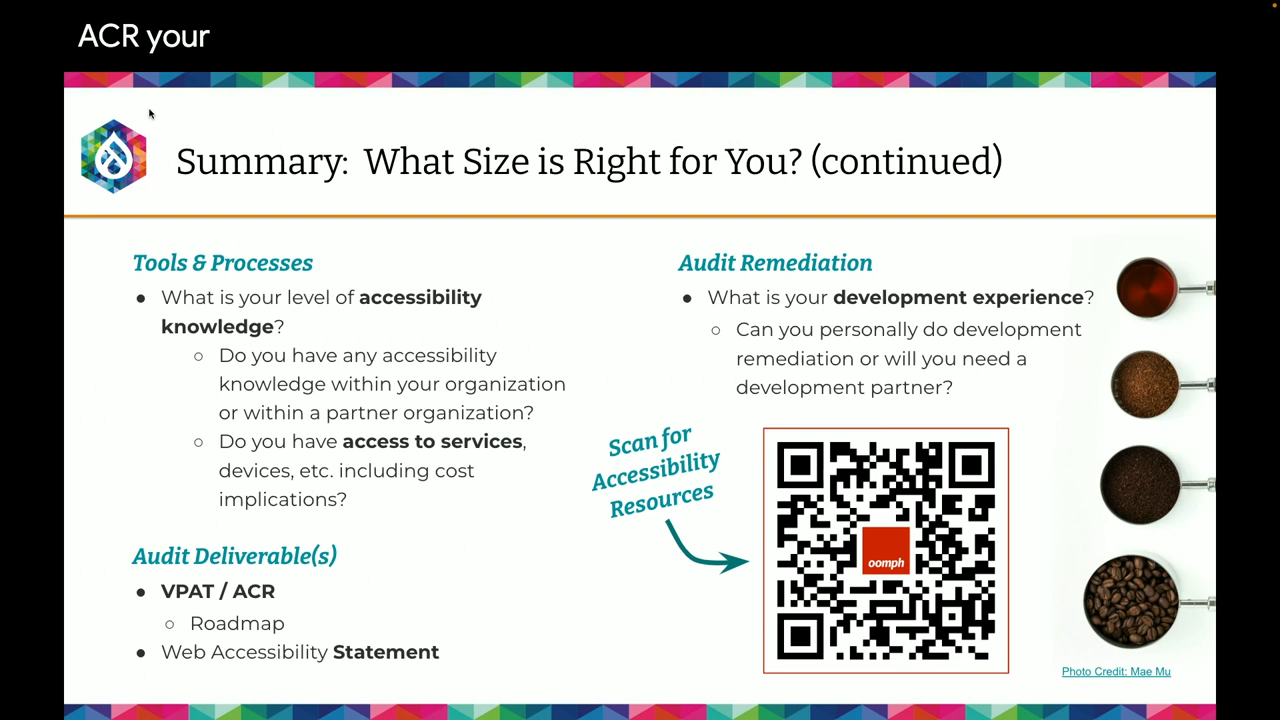 ACR your
Summary:  What Size is Right for You? (continued)
Tools & Processes
● What is your level of accessibility
knowledge?
○ Do you have any accessibility
knowledge within your organization
or within a partner organization?
○ Do you have access to services,
devices, etc. including cost
implications?
Audit Deliverable(s)
● VPAT / ACR
○ Roadmap
● Web Accessibility Statement
Audit Remediation
● What is your development experience?
○ Can you personally do development
remediation or will you need a
development partner?
Scan for
Accessibility
Resources
oomph
Photo Credit: Mae Mu